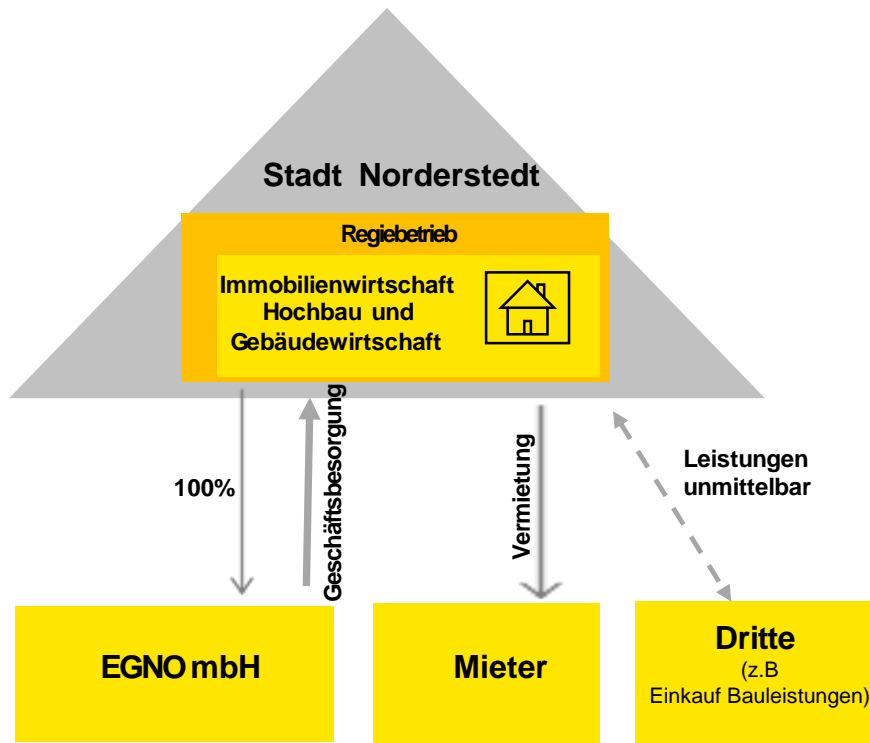 Stadt Norderstedt
Regiebetrieb
Immobilienwirtschaft
Hochbau und
Gebäudewirtschaft
100%
Geschäftsbesorgung
Vermietung
Leistungen
unmittelbar
EGNO mbH
Mieter
Dritte
(z.B
Einkauf Bauleistungen)